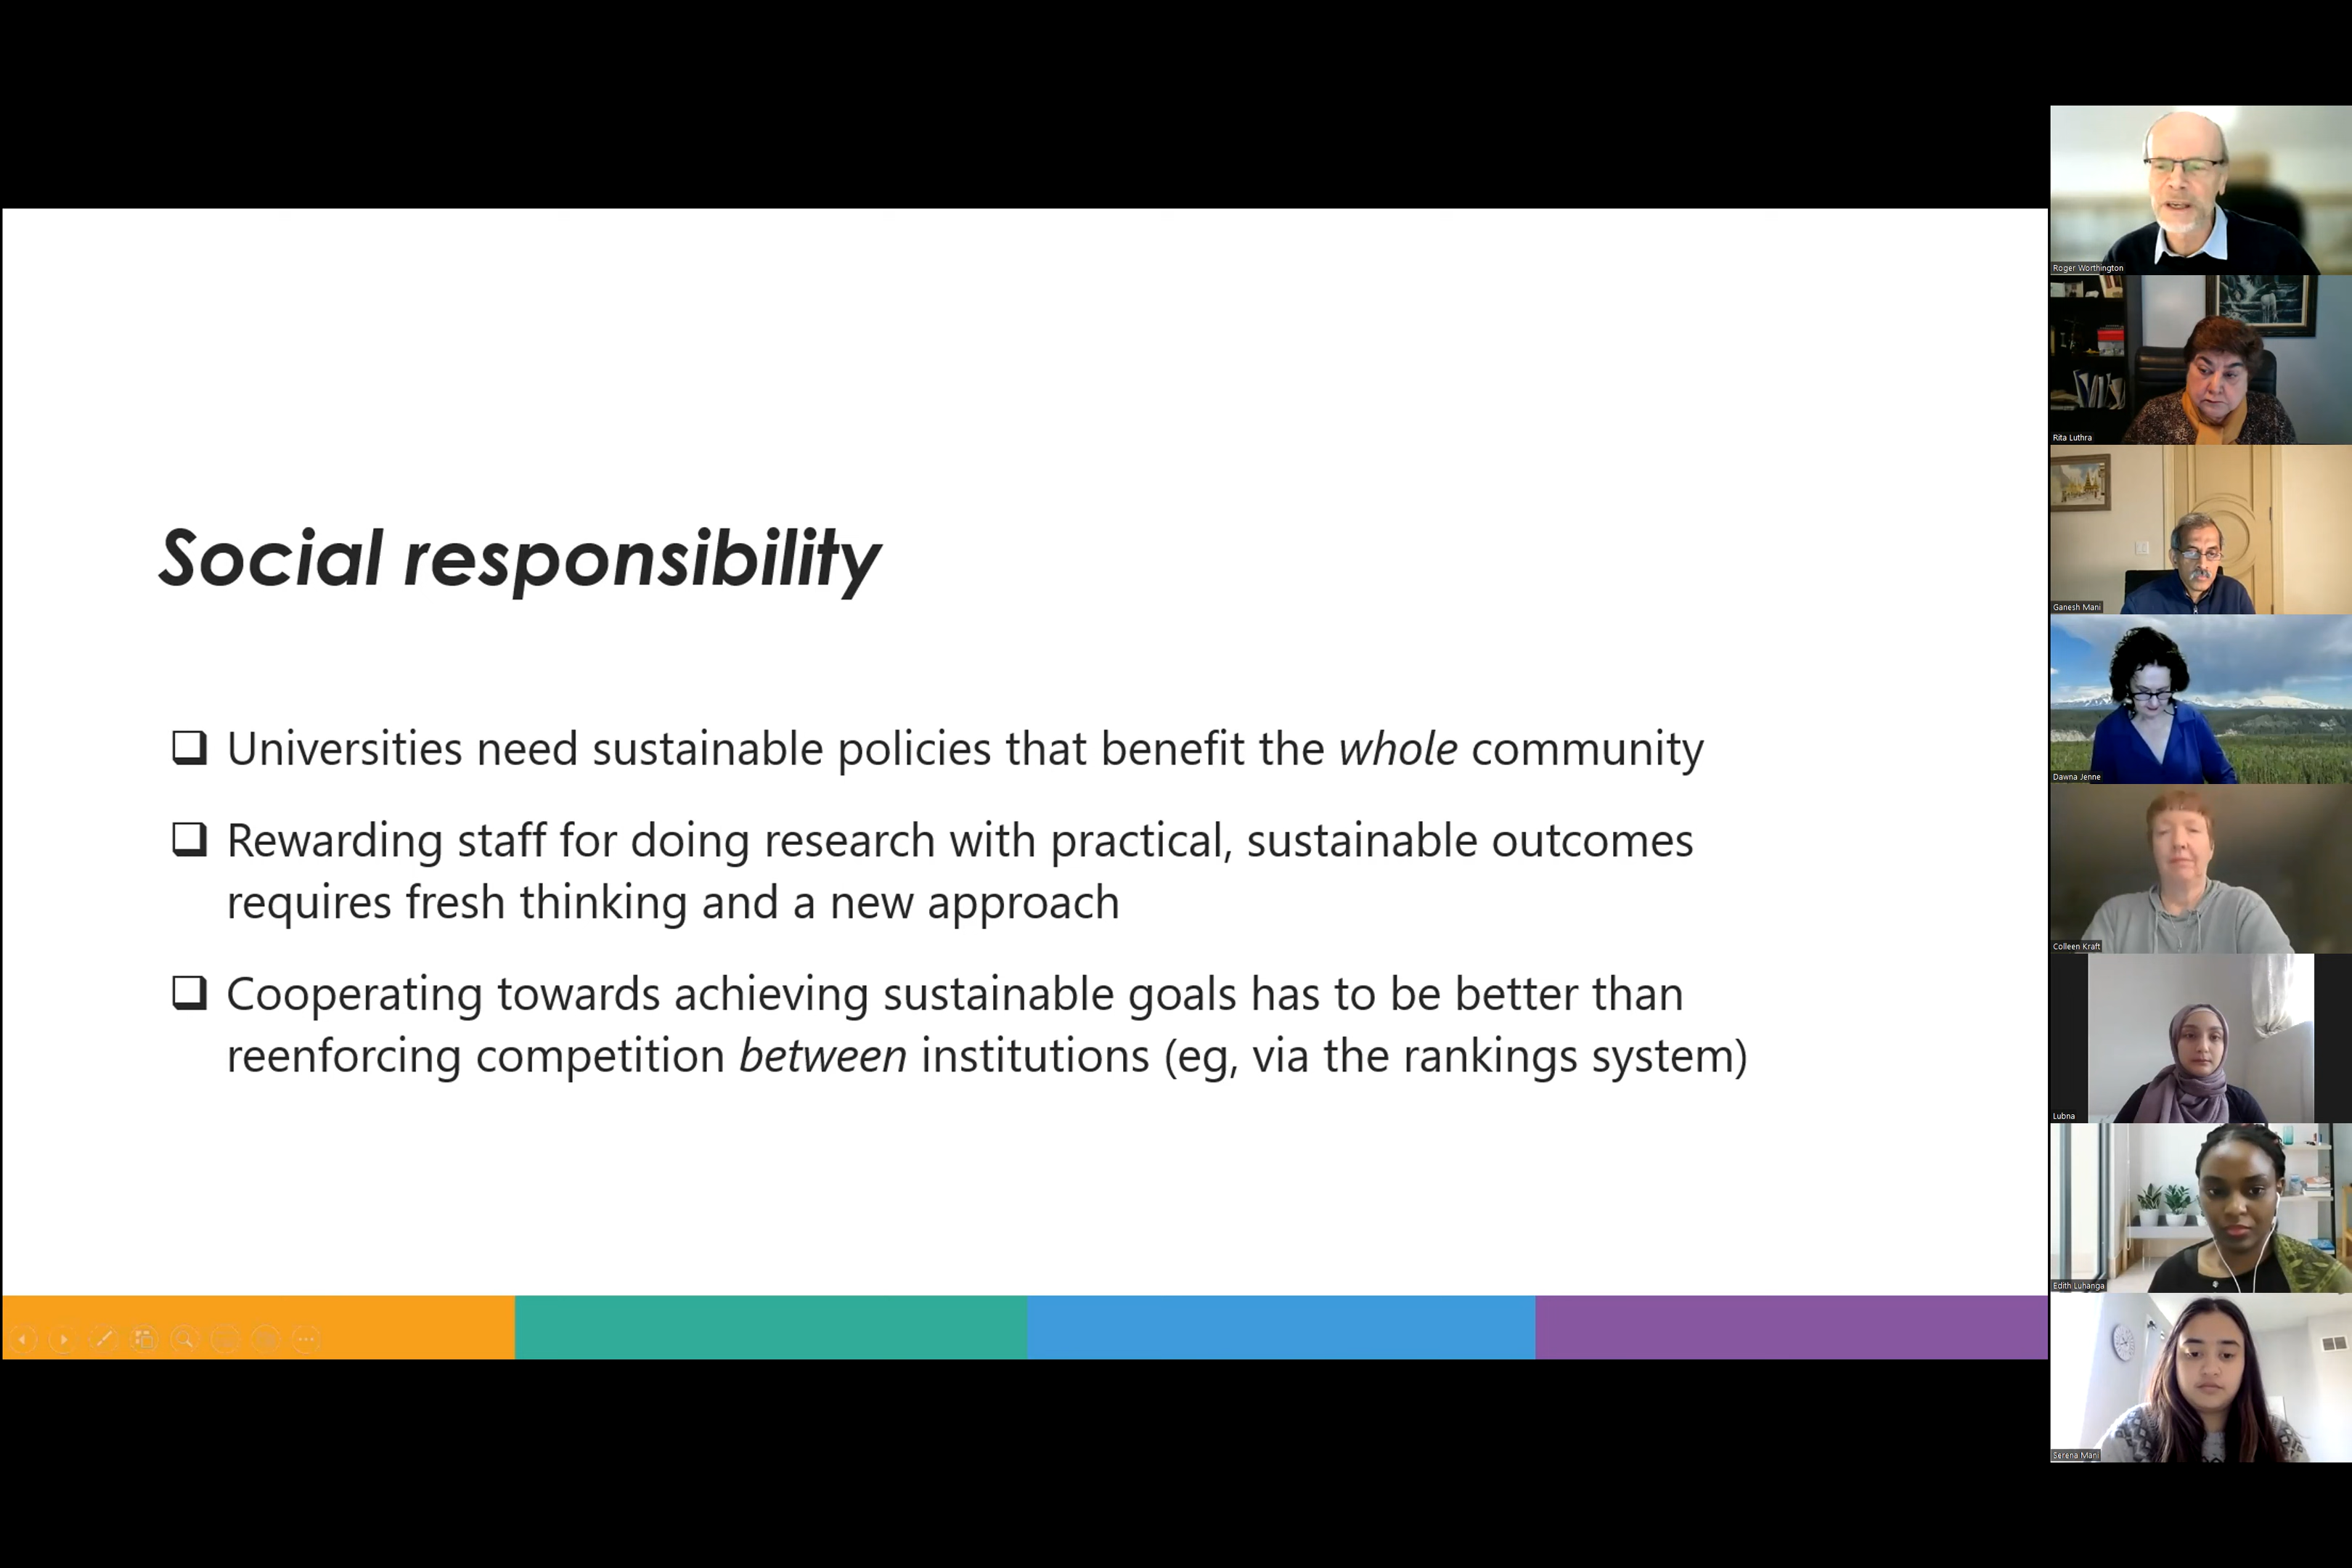 Social responsibility
Universities need sustainable policies that benefit the whole community
Rewarding staff for doing research with practical, sustainable outcomes
requires fresh thinking and a new approach
Cooperating towards achieving sustainable goals has to be better than
reenforcing competition between institutions (eg, via the rankings system)
Roger Worthington
Rita Luthra
Ganesh Mani
Dawna Jenne
Colleen Kraft
Lubna
Edith Luhanga
Serena Mani